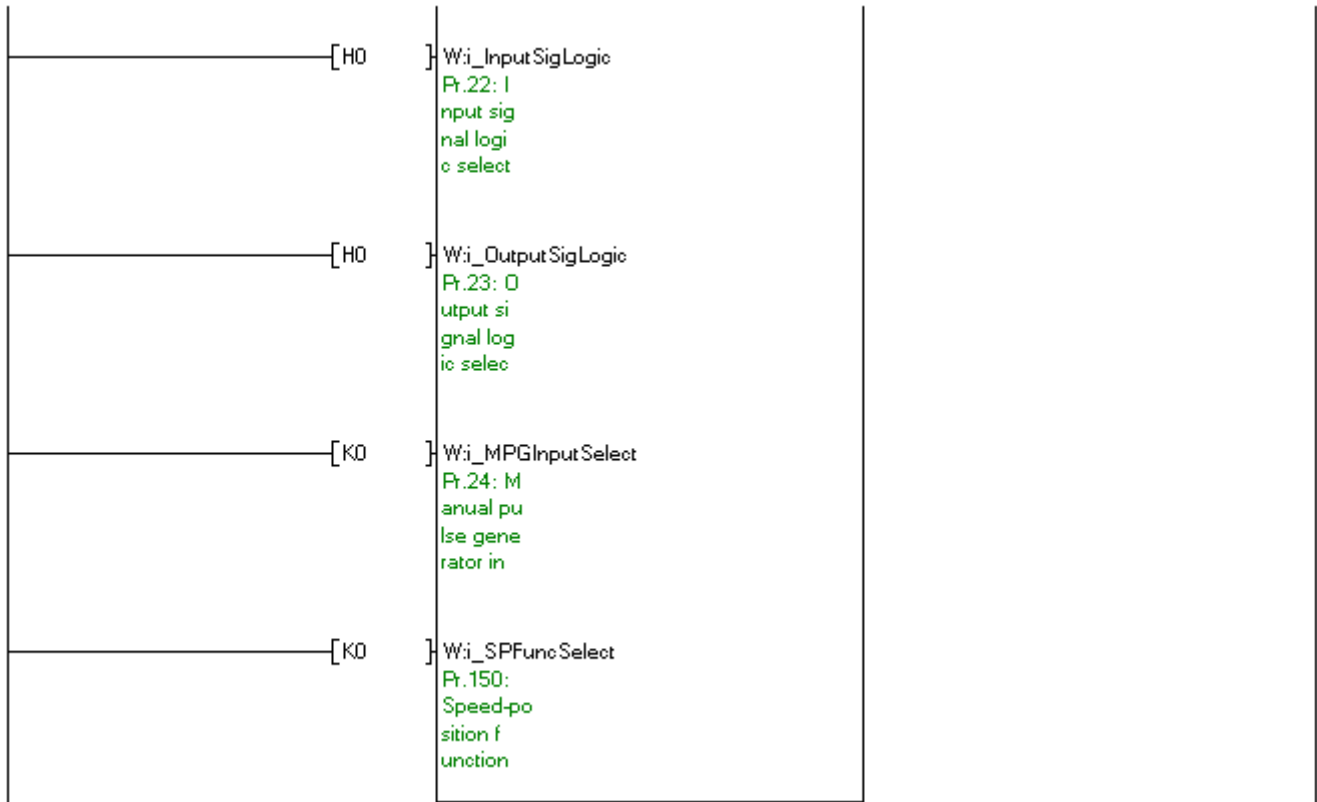 [H0 ] W:i_InputSigLogic
Pr.22: I
nput sig
nal logi
c select
[H0 ] W:i_OutputSigLogic
Pr.23: O
utput si
gnal log
ic selec
[K0 ] W:i_MPGInputSelect
Pr.24: M
anual pu
lse gene
rator in
[K0 ] W:i_SPFuncSelect
Pr.150:
Speed-po
sition f
unction